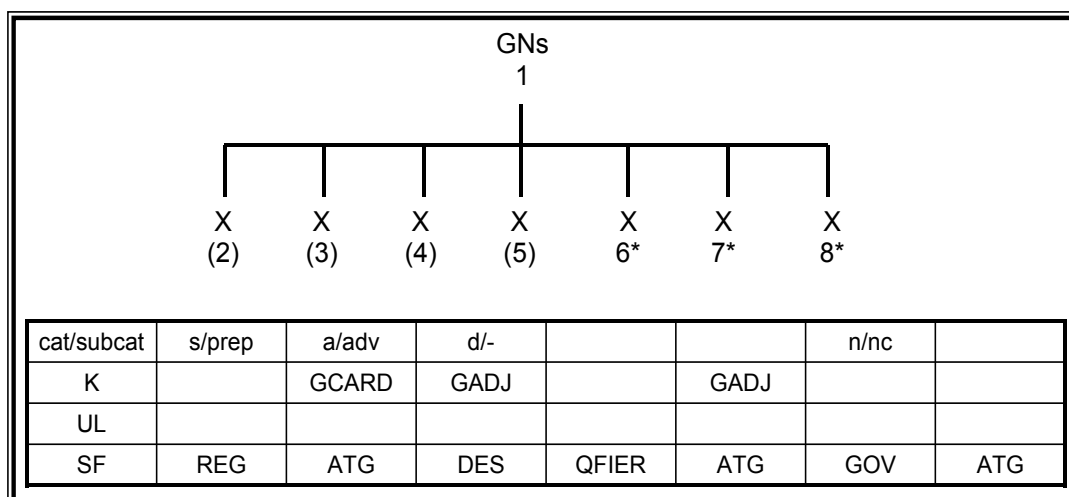 GNs
1
X X X X X X X
(2) (3) (4) (5) 6* 7* 8*
cat/subcat s/prep a/adv d/- n/nc
K GCARD GADJ GADJ
UL
SF REG ATG DES QFIER ATG GOV ATG